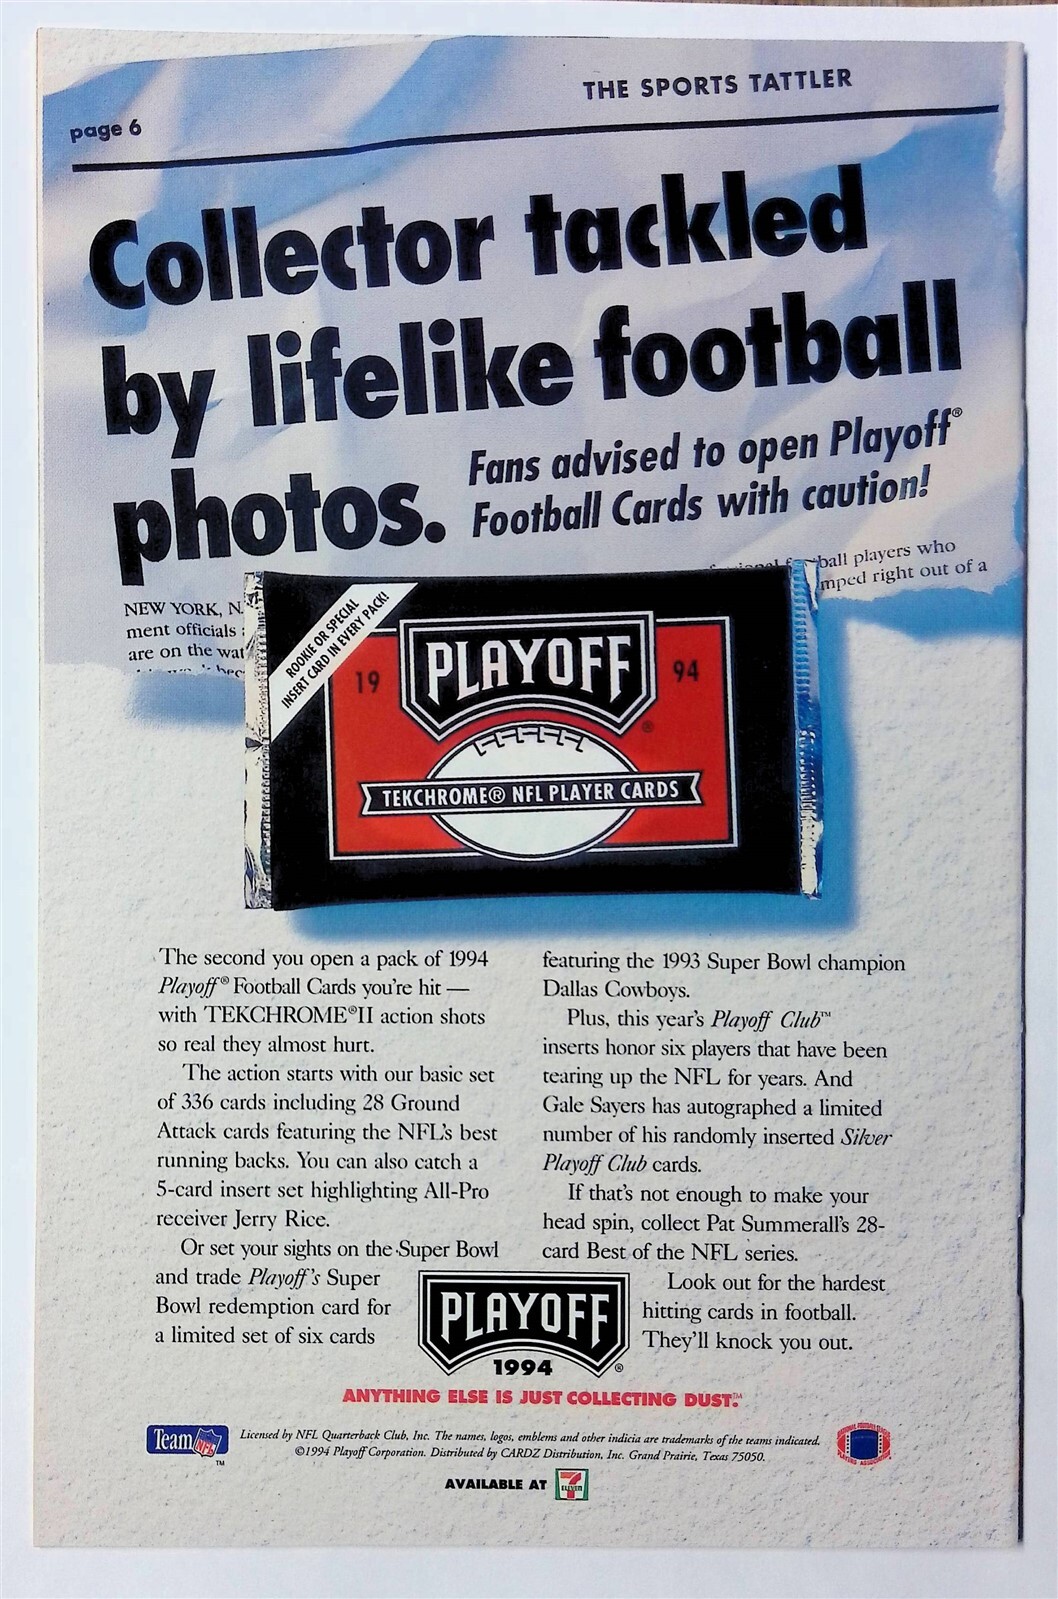 THE SPORTS TATTLER
page 6
Collector tackled
by lifelike football
photos.
Fans advised to open Playoff®
Football Cards with caution!
NEW YORK, N.
ment officials
are on the wat
ball players who
mped right out of a
ROOKIE OR SPECIAL
INSERT CARD IN EVERY PACK!
19 PLAYOFF 94
®
TEKCHROME® NFL PLAYER CARDS
The second you open a pack of 1994
Playoff® Football Cards you're hit —
with TEKCHROME®II action shots
so real they almost hurt.
The action starts with our basic set
of 336 cards including 28 Ground
Attack cards featuring the NFL's best
running backs. You can also catch a
5-card insert set highlighting All-Pro
receiver Jerry Rice.
Or set your sights on the Super Bowl
and trade Playoff's Super
Bowl redemption card for
a limited set of six cards
featuring the 1993 Super Bowl champion
Dallas Cowboys.
Plus, this year's Playoff Club™
inserts honor six players that have been
tearing up the NFL for years. And
Gale Sayers has autographed a limited
number of his randomly inserted Silver
Playoff Club cards.
If that's not enough to make your
head spin, collect Pat Summerall's 28-
card Best of the NFL series.
Look out for the hardest
hitting cards in football.
They'll knock you out.
PLAYOFF
1994 ®
ANYTHING ELSE IS JUST COLLECTING DUST.™
Team NFL ™
Licensed by NFL Quarterback Club, Inc. The names, logos, emblems and other indicia are trademarks of the teams indicated.
©1994 Playoff Corporation. Distributed by CARDZ Distribution, Inc. Grand Prairie, Texas 75050.
AVAILABLE AT 7 ELEVEN